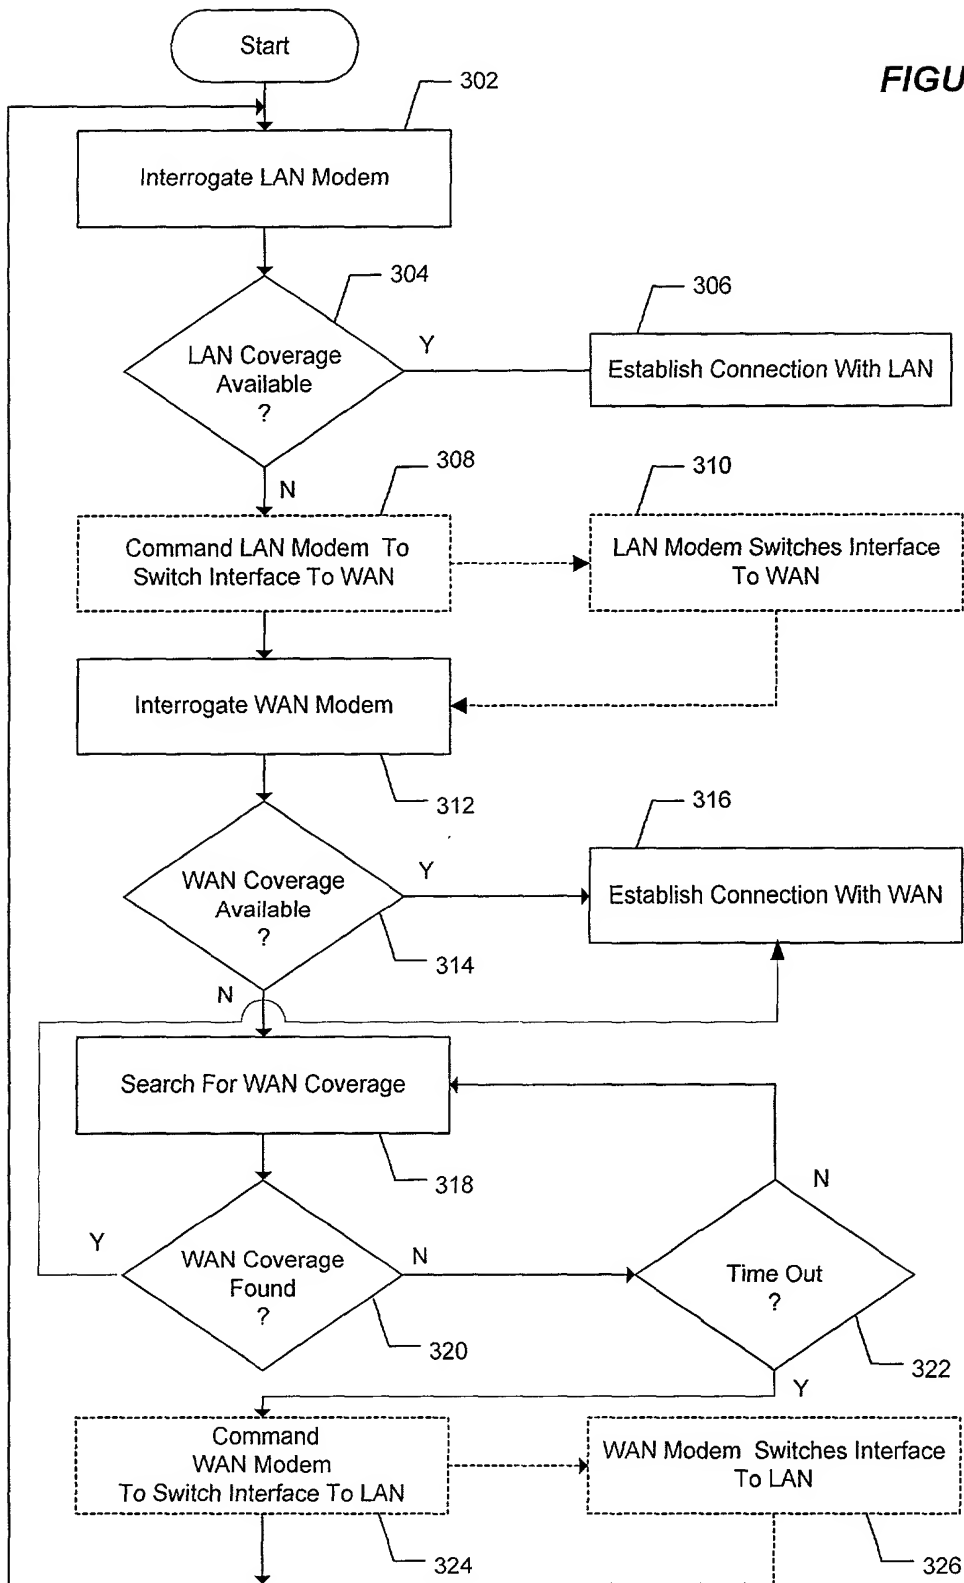 Start
FIGU
302
Interrogate LAN Modem
304
306
LAN Coverage
Available
?
Y
Establish Connection With LAN
N
308
310
Command LAN Modem To
Switch Interface To WAN
LAN Modem Switches Interface
To WAN
Interrogate WAN Modem
312
316
WAN Coverage
Available
?
Y
Establish Connection With WAN
314
N
Search For WAN Coverage
318
N
Y
WAN Coverage
Found
?
N
Time Out
?
320
322
Y
Command
WAN Modem
To Switch Interface To LAN
WAN Modem Switches Interface
To LAN
324
326